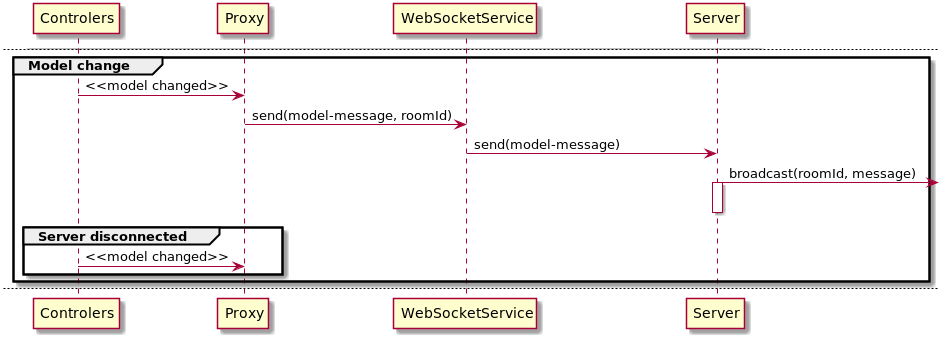 Controlers Proxy WebSocketService Server
Model change
<<model changed>>
send(model-message, roomId)
send(model-message)
broadcast(roomId, message)
Server disconnected
<<model changed>>
Controlers Proxy WebSocketService Server